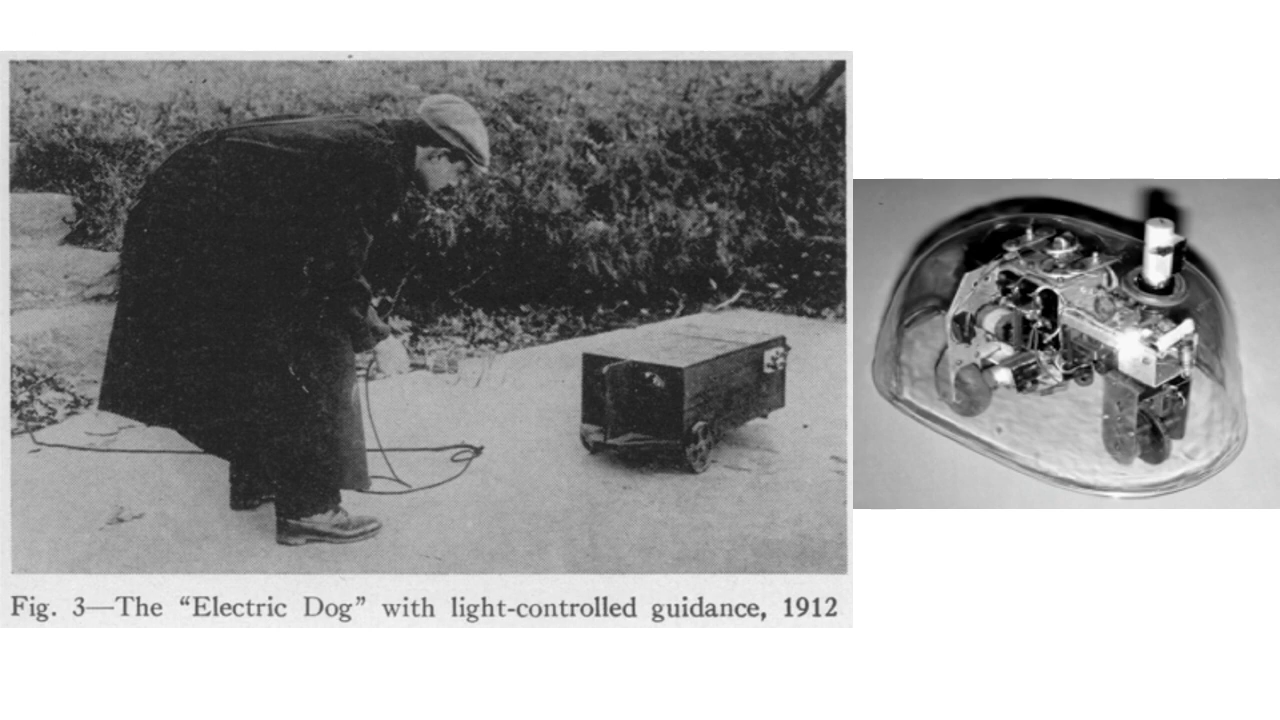 Fig. 3—The “Electric Dog” with light-controlled guidance, 1912